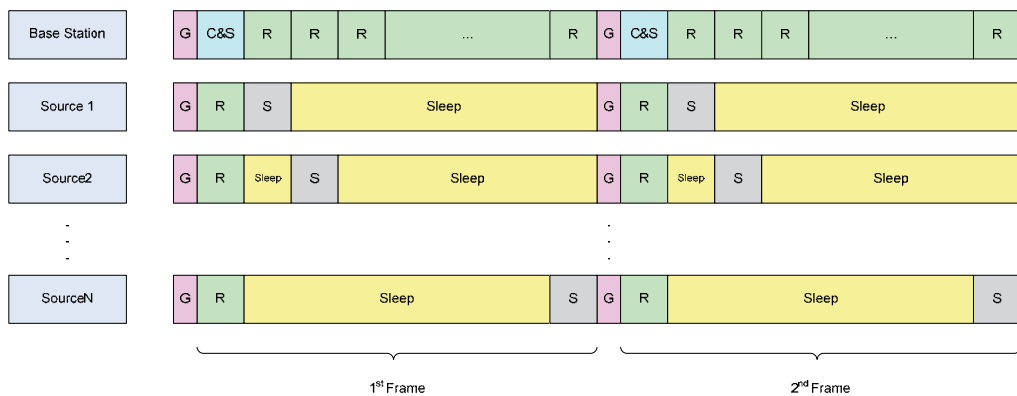 Base Station G C&S R R R ... R G C&S R R R ... R
Source 1 G R S Sleep G R S Sleep
Source2 G R Sleep S Sleep G R Sleep S Sleep
SourceN G R Sleep S G R Sleep S
1st Frame 2nd Frame